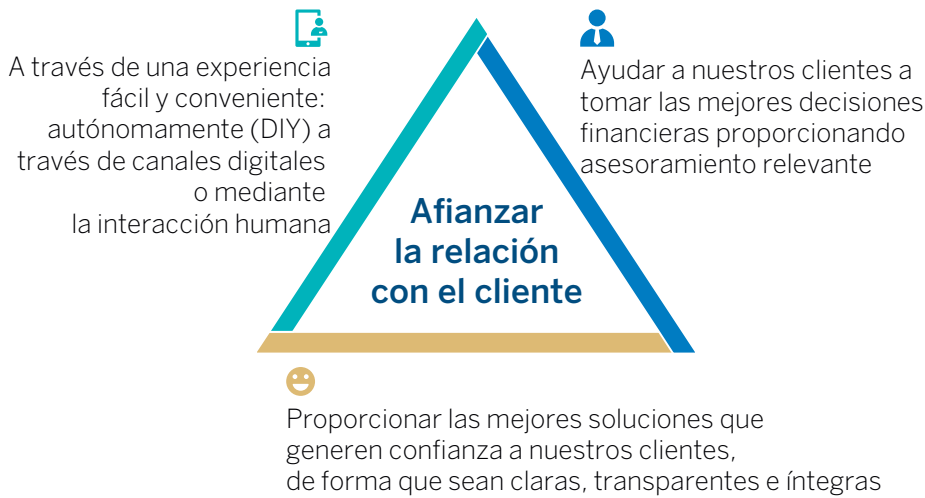 A través de una experiencia
fácil y conveniente:
autónomamente (DIY) a
través de canales digitales
o mediante
la interacción humana
Ayudar a nuestros clientes a
tomar las mejores decisiones
financieras proporcionando
asesoramiento relevante
Afianzar
la relación
con el cliente
Proporcionar las mejores soluciones que
generen confianza a nuestros clientes,
de forma que sean claras, transparentes e íntegras